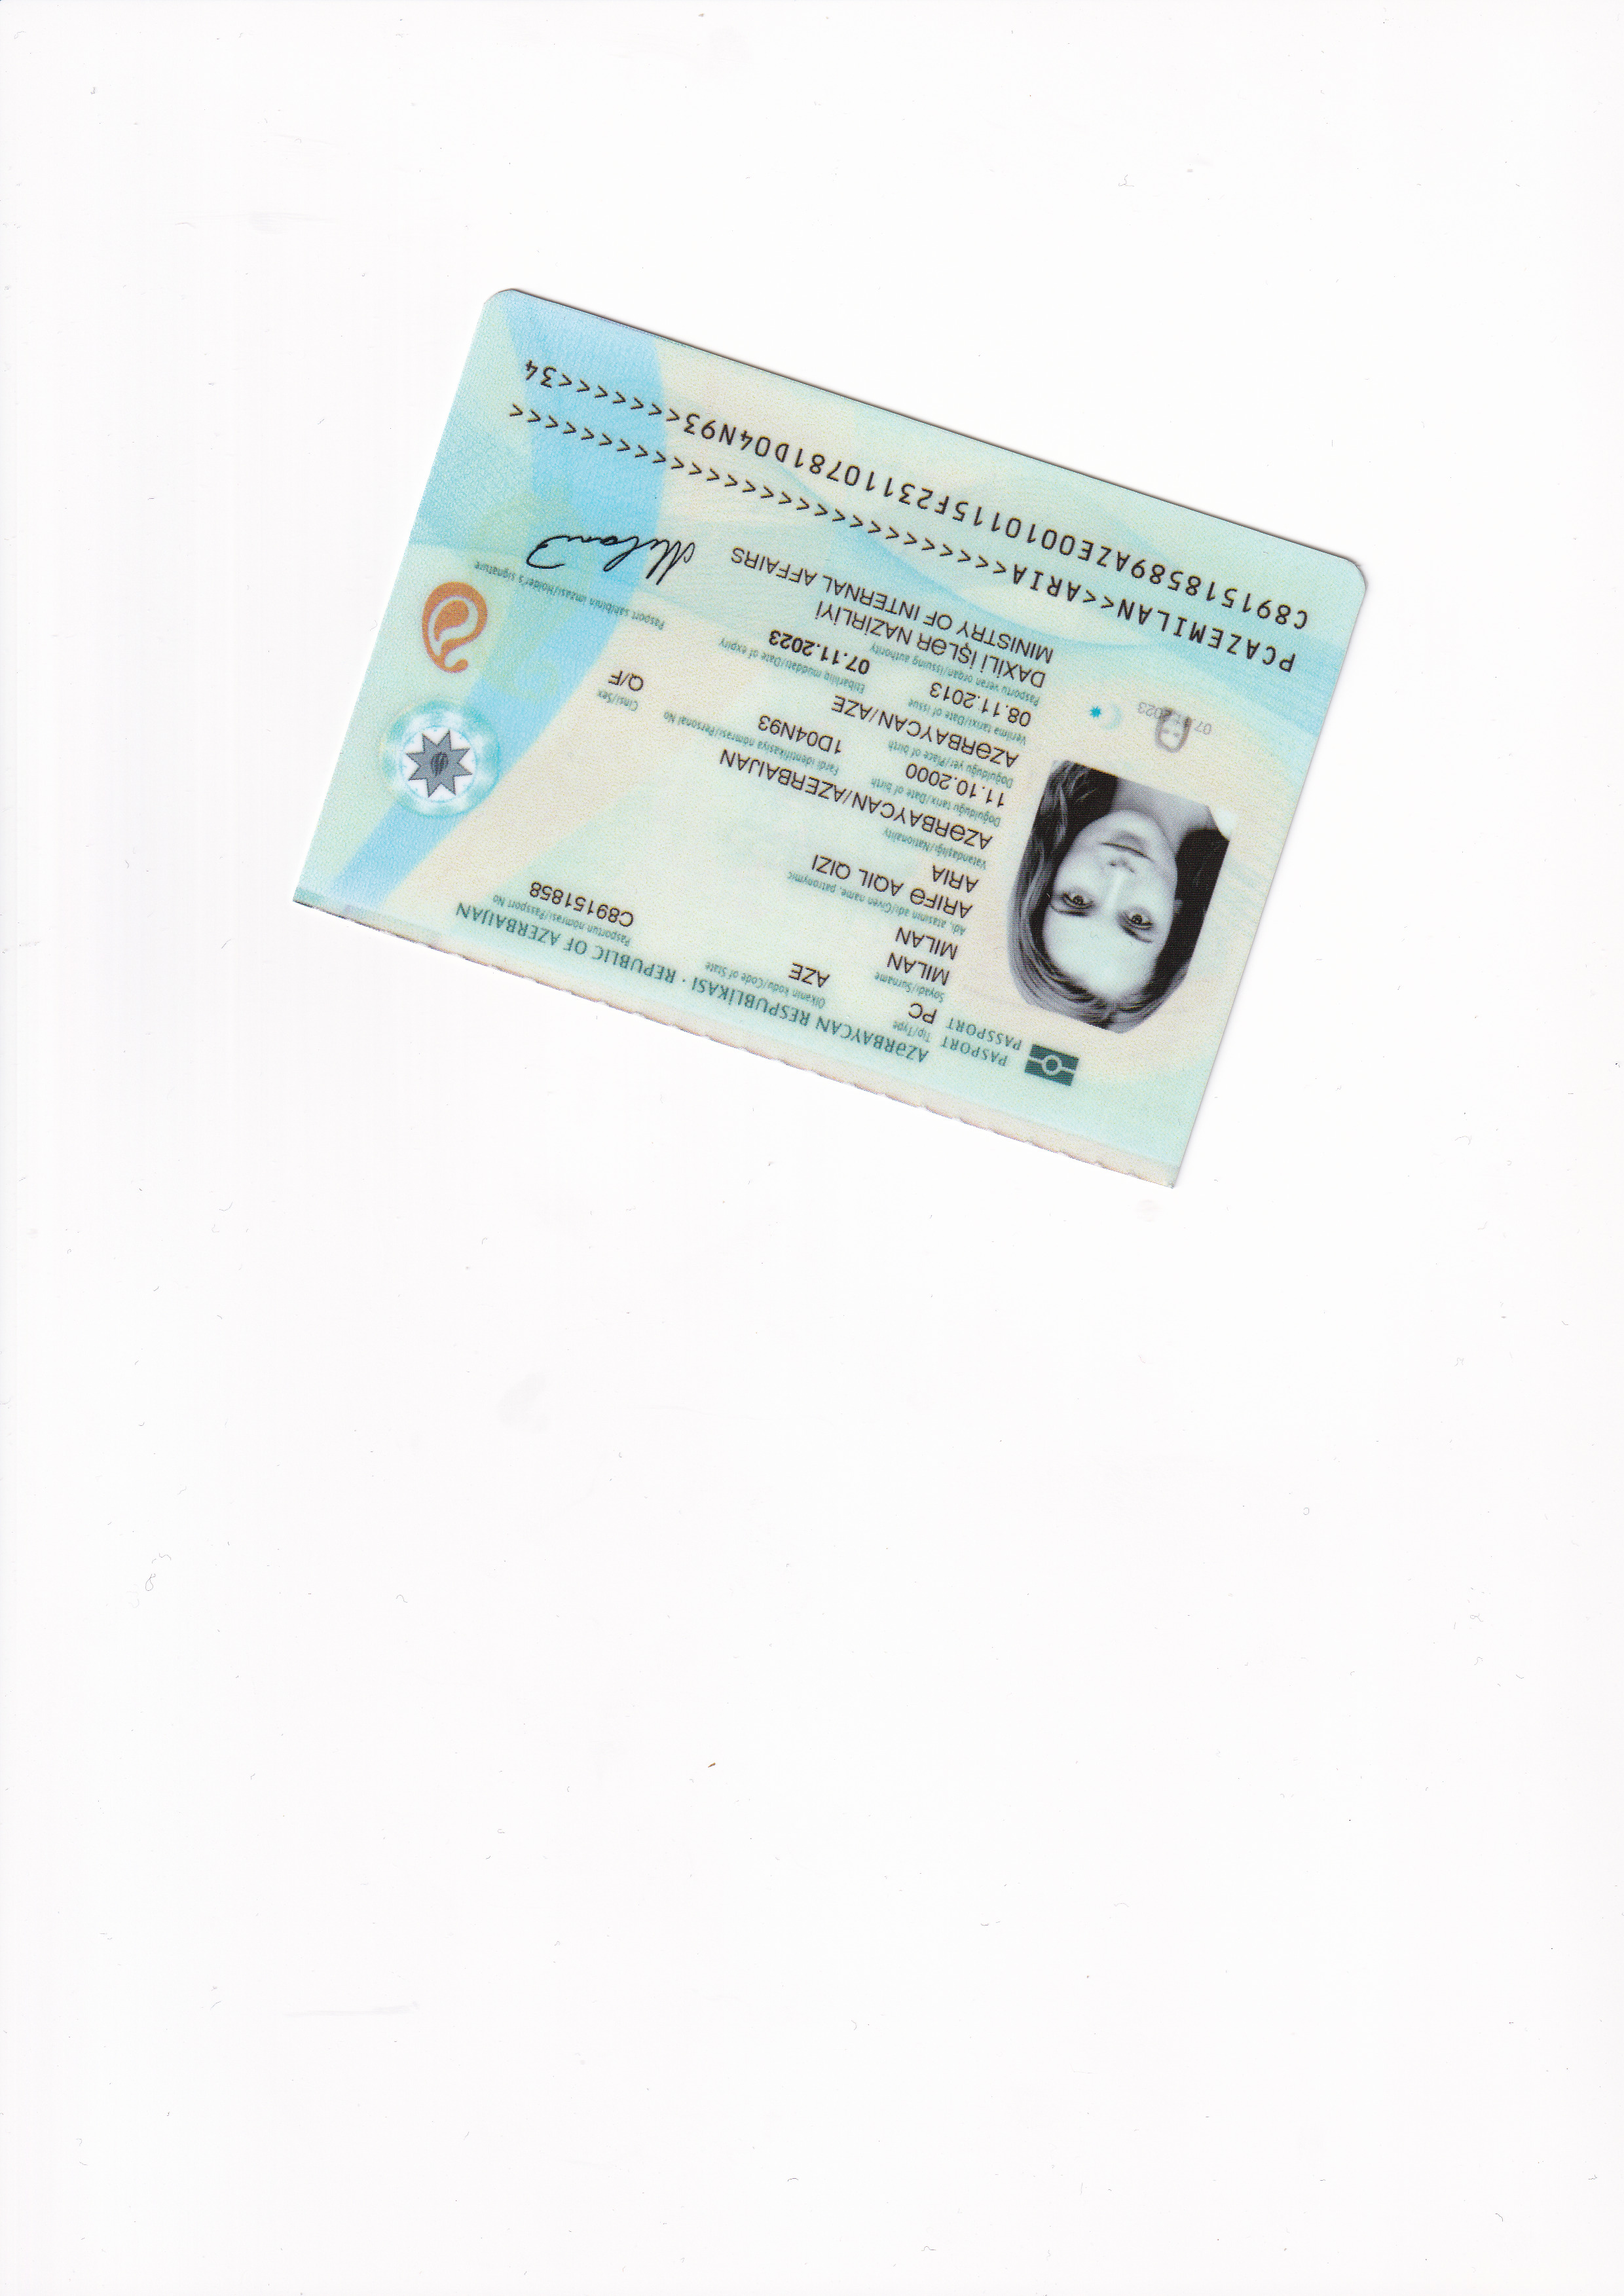 AZƏRBAYCAN RESPUBLİKASI · REPUBLIC OF AZERBAIJAN
PASPORT
PASSPORT
Tip/Type
PC
Ölkənin kodu/Code of State
AZE
Pasportun nömrəsi/Passport No
C89151858
Soyadı/Surname
MILAN
MILAN
Adı, atasının adı/Given name, patronymic
ARIFƏ AQIL QIZI
ARIA
Vətəndaşlığı/Nationality
AZƏRBAYCAN/AZERBAIJAN
Doğulduğu tarix/Date of birth
11.10.2000
Fərdi identifikasiya nömrəsi/Personal No
1D04N93
Doğulduğu yer/Place of birth
AZƏRBAYCAN/AZE
Cinsi/Sex
Q/F
Verilmə tarixi/Date of issue
08.11.2013
Etibarlılıq müddəti/Date of expiry
07.11.2023
Pasportu verən orqan/Issuing authority
DAXİLİ İŞLƏR NAZİRLİYİ
MINISTRY OF INTERNAL AFFAIRS
Pasport sahibinin imzası/Holder's signature
Milan
07.11.2023
PCAZEMILAN<<ARIA<<<<<<<<<<<<<<<<<<<<<<<<<<<<
C891518589AZE0010115F23110781D04N93<<<<<<<34